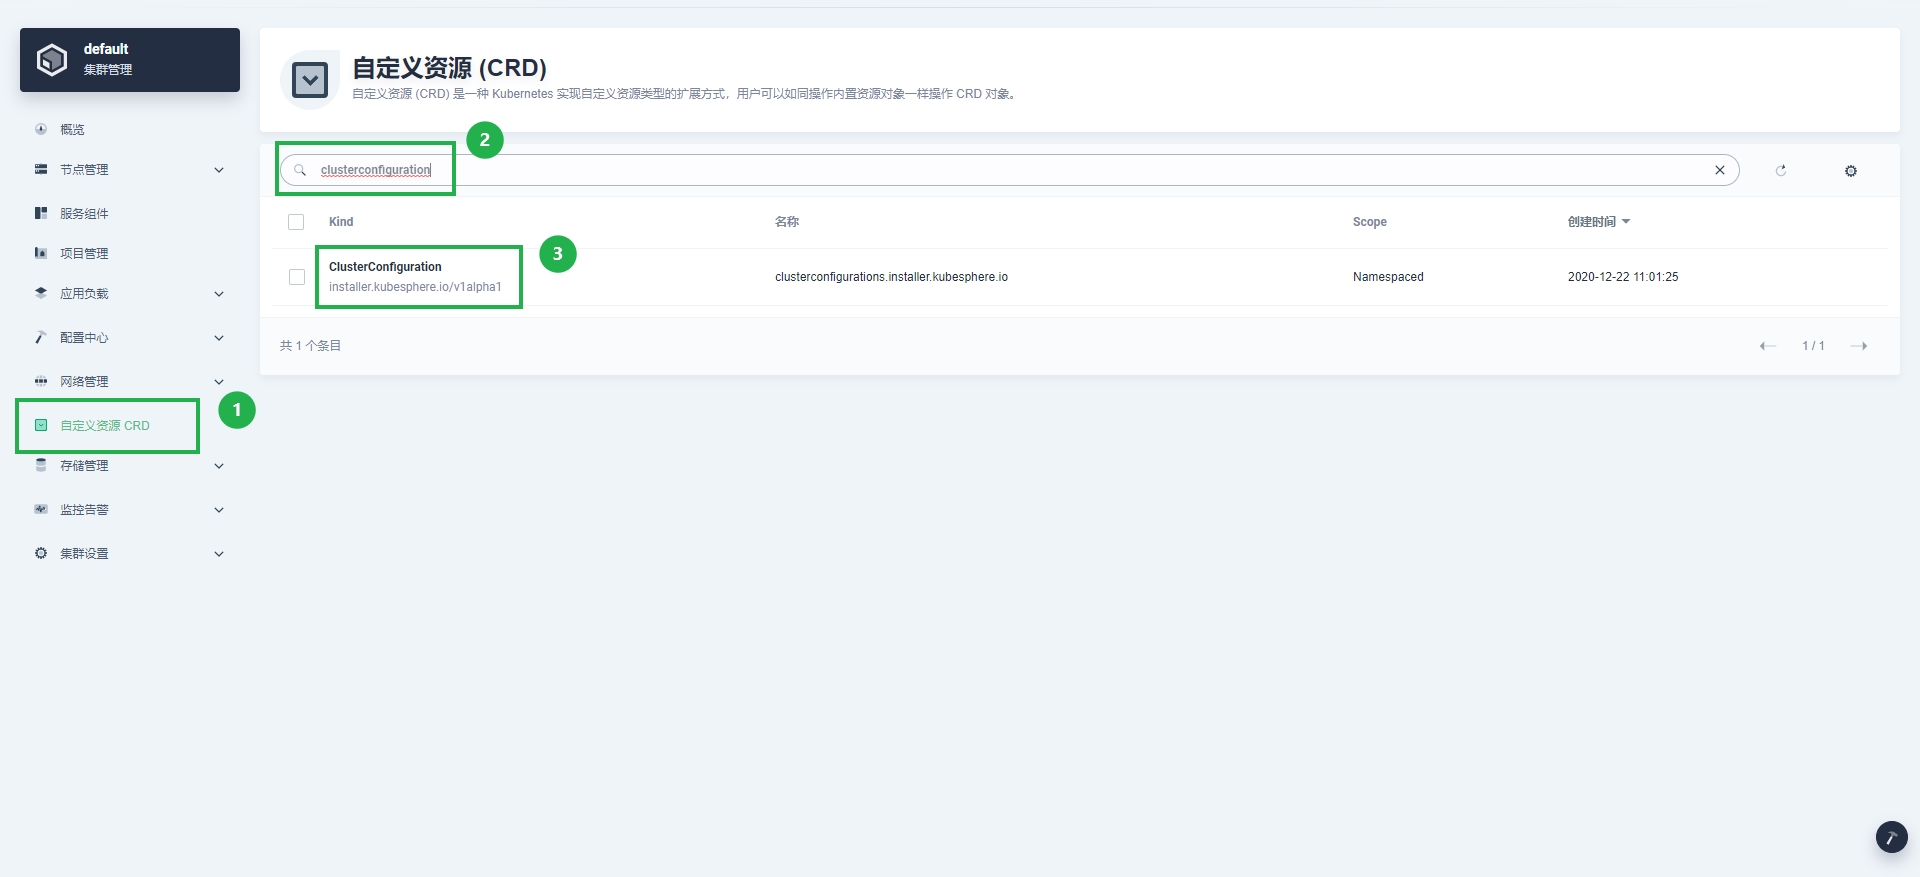 default
集群管理
概览
节点管理
服务组件
项目管理
应用负载
配置中心
网络管理
自定义资源 CRD
1
存储管理
监控告警
集群设置
自定义资源 (CRD)
自定义资源 (CRD) 是一种 Kubernetes 实现自定义资源类型的扩展方式，用户可以如同操作内置资源对象一样操作 CRD 对象。
2
clusterconfiguration
Kind 名称 Scope 创建时间
3
ClusterConfiguration
installer.kubesphere.io/v1alpha1
clusterconfigurations.installer.kubesphere.io Namespaced 2020-12-22 11:01:25
共 1 个条目
1 / 1